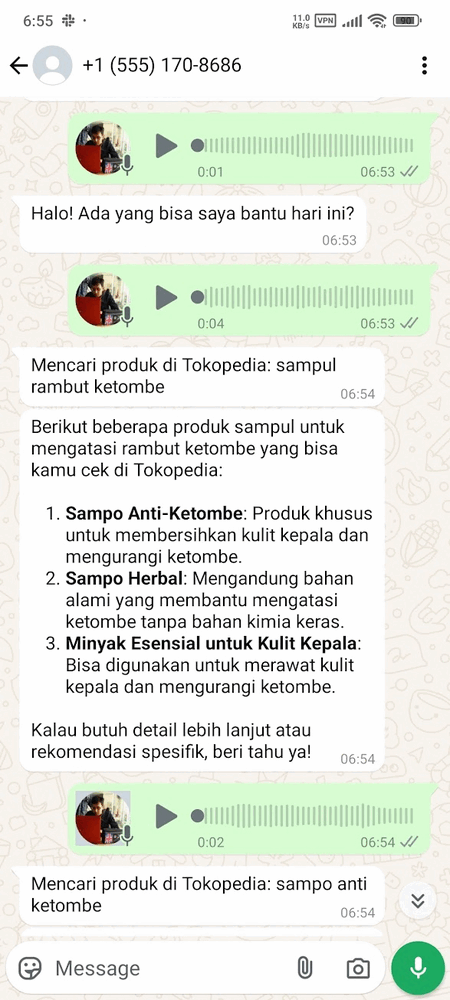 6:55
11.0
KB/s
VPN
90
+1 (555) 170-8686
0:01
06:53
Halo! Ada yang bisa saya bantu hari ini?
06:53
0:04
06:53
Mencari produk di Tokopedia: sampul
rambut ketombe
06:54
Berikut beberapa produk sampul untuk
mengatasi rambut ketombe yang bisa
kamu cek di Tokopedia:
1. Sampo Anti-Ketombe: Produk khusus
untuk membersihkan kulit kepala dan
mengurangi ketombe.
2. Sampo Herbal: Mengandung bahan
alami yang membantu mengatasi
ketombe tanpa bahan kimia keras.
3. Minyak Esensial untuk Kulit Kepala:
Bisa digunakan untuk merawat kulit
kepala dan mengurangi ketombe.
Kalau butuh detail lebih lanjut atau
rekomendasi spesifik, beri tahu ya!
06:54
0:02
06:54
Mencari produk di Tokopedia: sampo anti
ketombe
06:54
Message